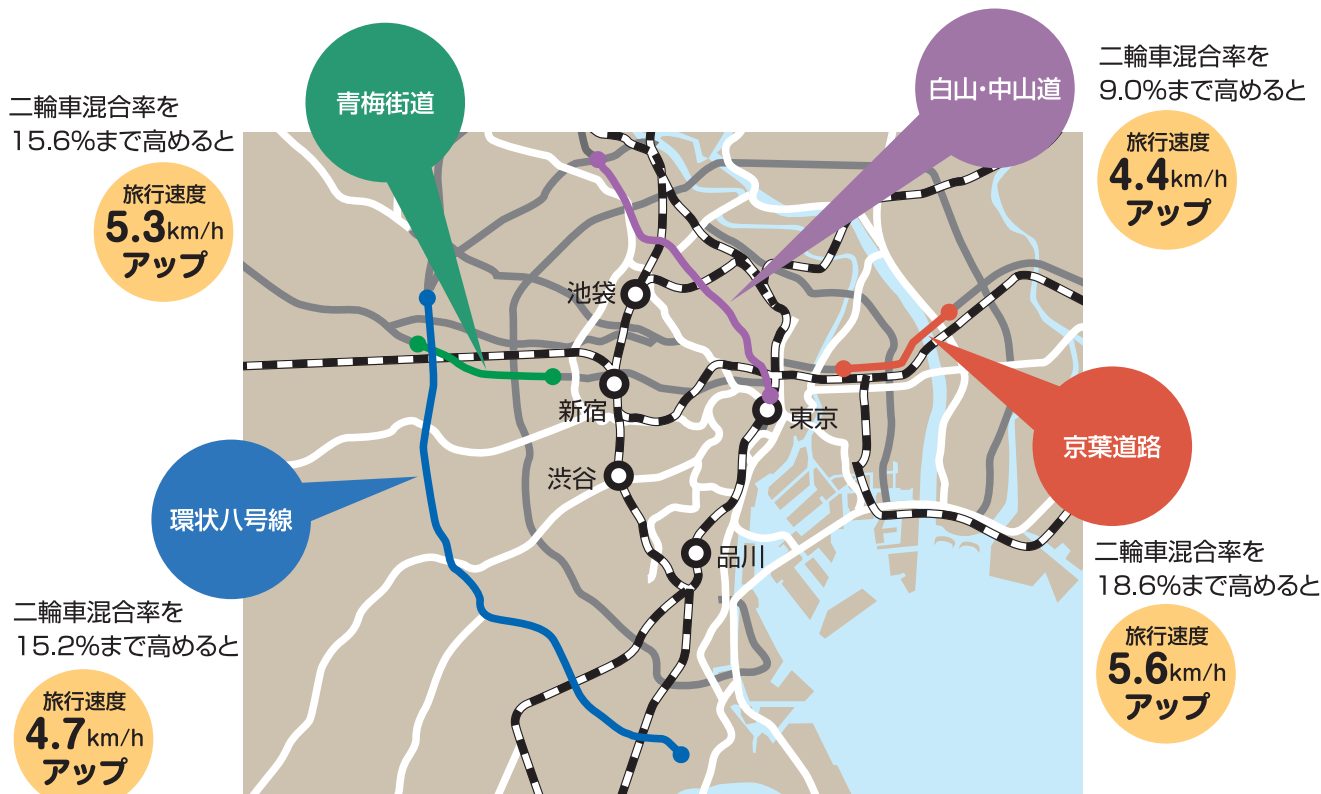 二輪車混合率を
15.6%まで高めると
旅行速度
5.3km/h
アップ
青梅街道
白山・中山道
二輪車混合率を
9.0%まで高めると
旅行速度
4.4km/h
アップ
池袋
新宿
東京
渋谷
品川
環状八号線
京葉道路
二輪車混合率を
15.2%まで高めると
旅行速度
4.7km/h
アップ
二輪車混合率を
18.6%まで高めると
旅行速度
5.6km/h
アップ